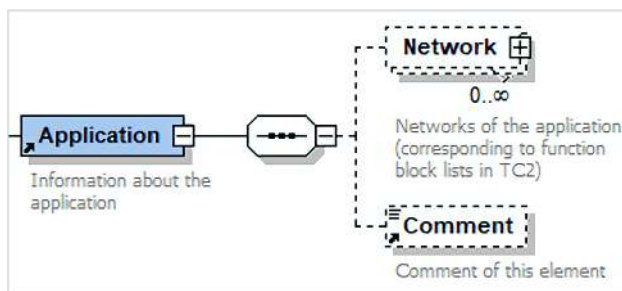 Network
0..∞
Networks of the application
(corresponding to function
block lists in TC2)
Application
Information about the
application
Comment
Comment of this element